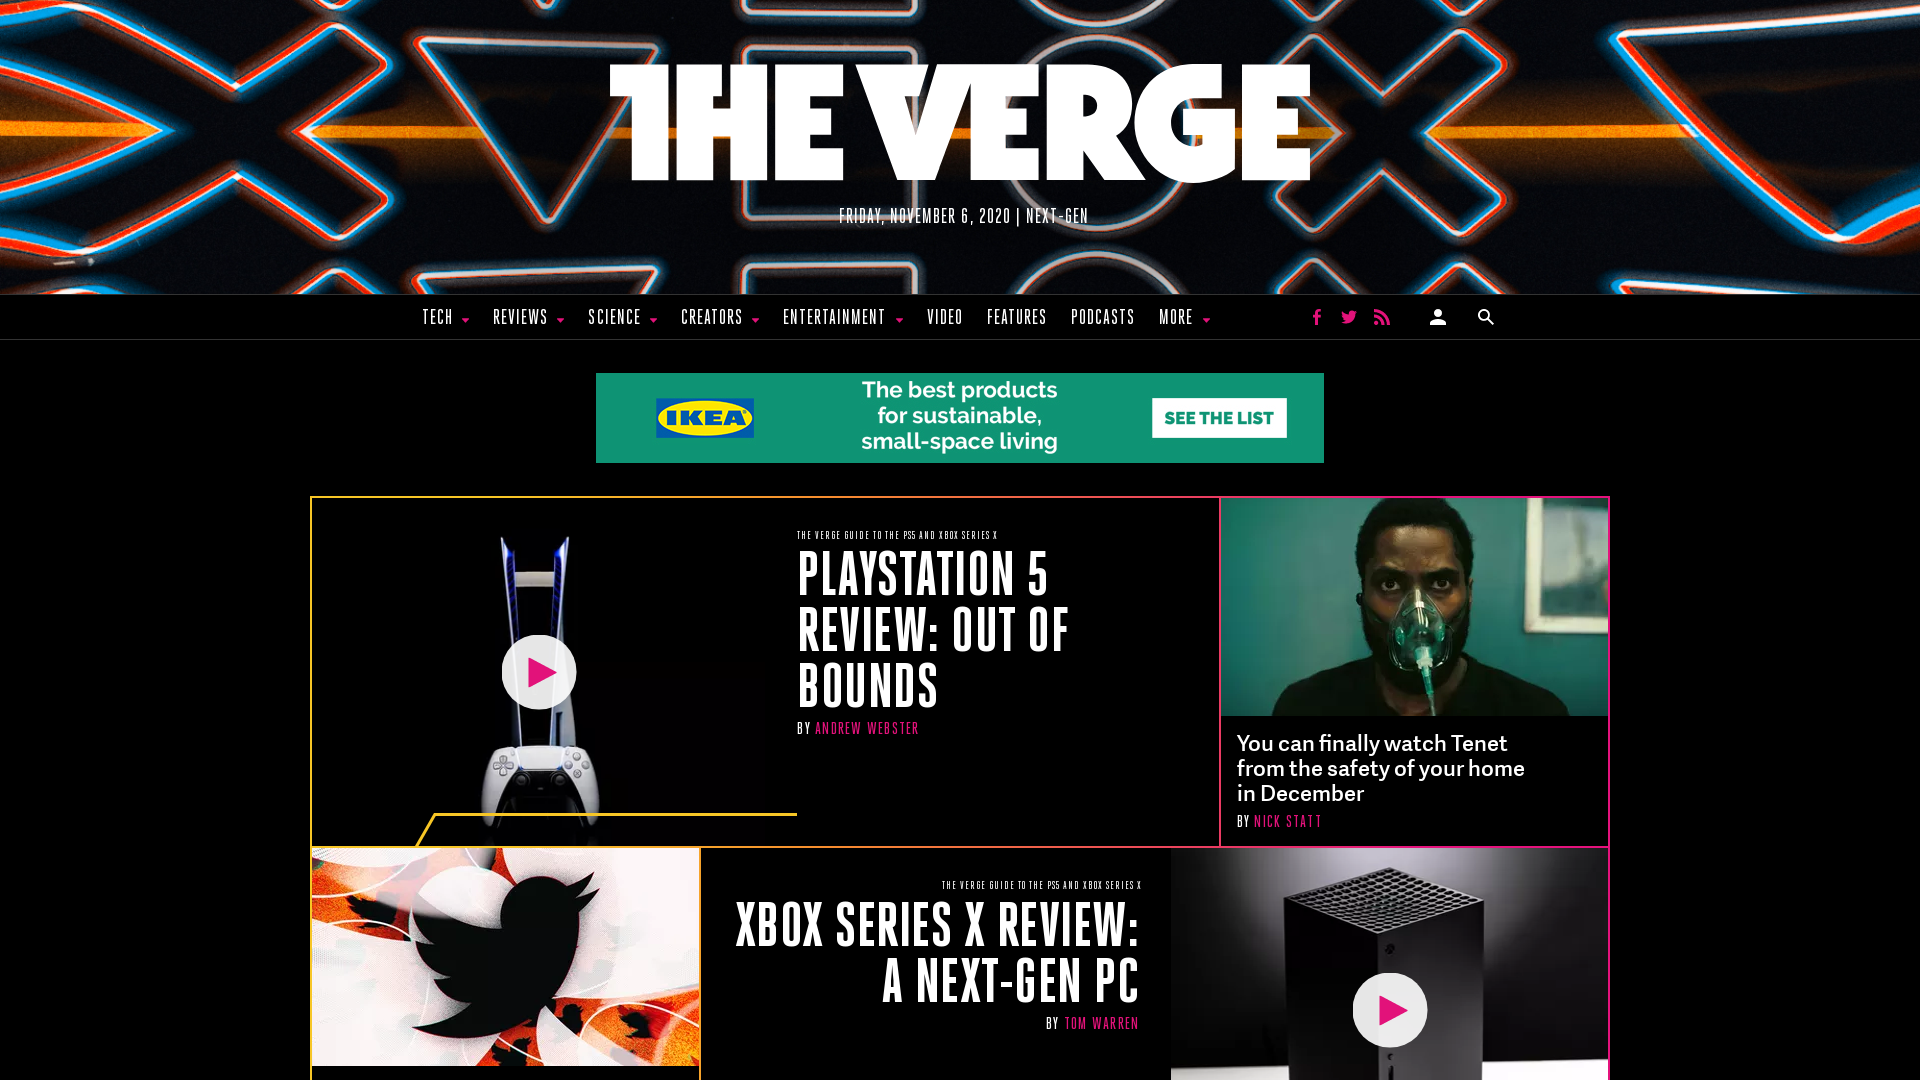 THE VERGE
FRIDAY, NOVEMBER 6, 2020 | NEXT-GEN
TECH REVIEWS SCIENCE CREATORS ENTERTAINMENT VIDEO FEATURES PODCASTS MORE
IKEA
The best products
for sustainable,
small-space living
SEE THE LIST
THE VERGE GUIDE TO THE PS5 AND XBOX SERIES X
PLAYSTATION 5
REVIEW: OUT OF
BOUNDS
BY ANDREW WEBSTER
You can finally watch Tenet
from the safety of your home
in December
BY NICK STATT
THE VERGE GUIDE TO THE PS5 AND XBOX SERIES X
XBOX SERIES X REVIEW:
A NEXT-GEN PC
BY TOM WARREN